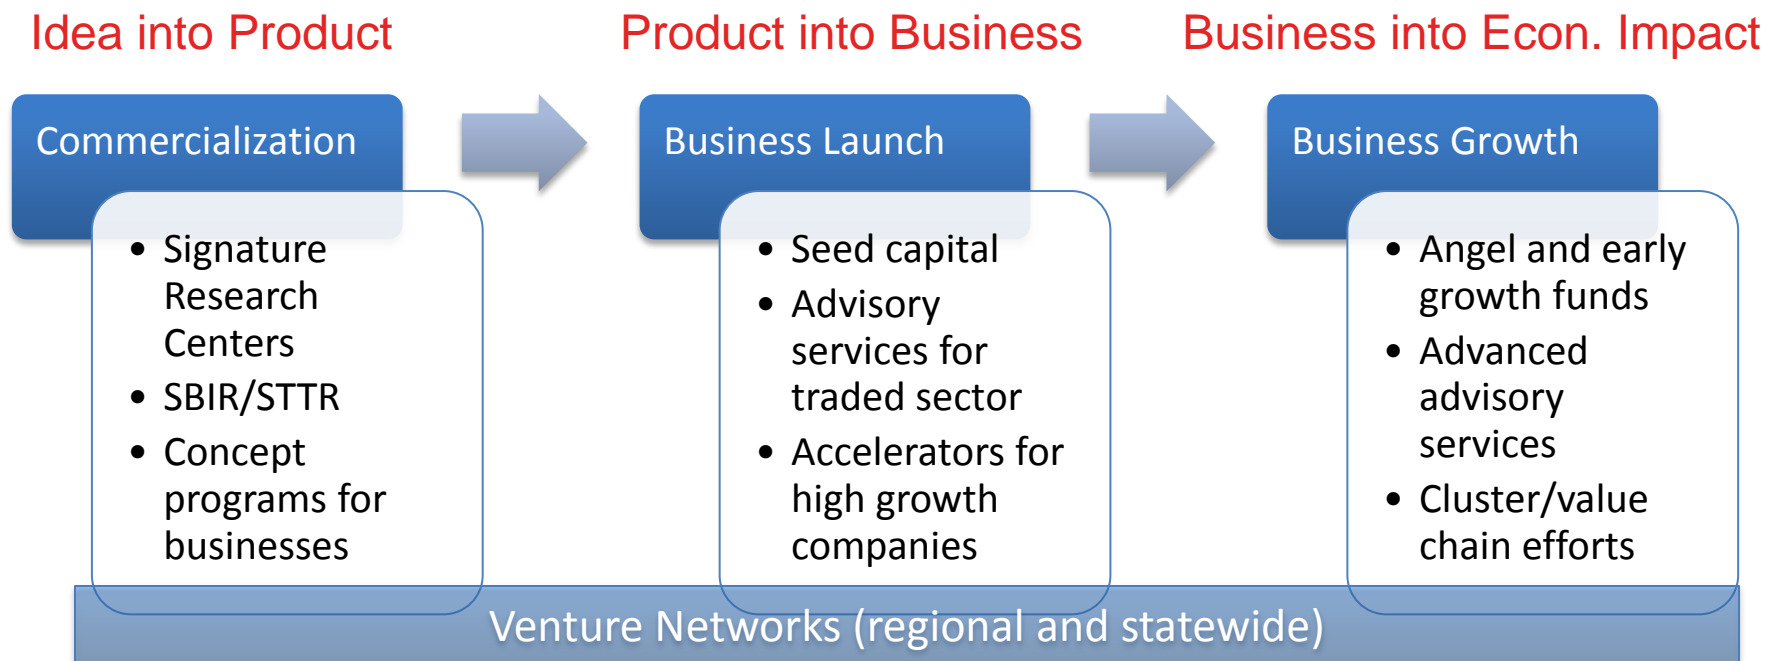 Idea into Product
Product into Business
Business into Econ. Impact
Commercialization
• Signature
Research
Centers
• SBIR/STTR
• Concept
programs for
businesses
Business Launch
• Seed capital
• Advisory
services for
traded sector
• Accelerators for
high growth
companies
Business Growth
• Angel and early
growth funds
• Advanced
advisory
services
• Cluster/value
chain efforts
Venture Networks (regional and statewide)